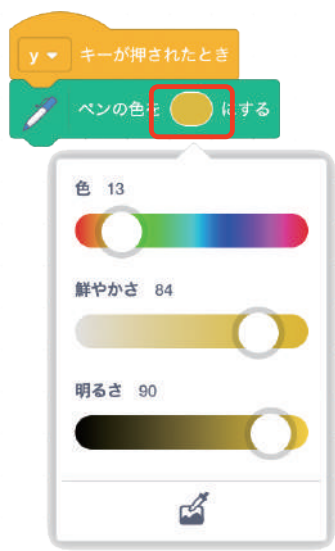 y キーが押されたとき
ペンの色を にする
色 13
鮮やかさ 84
明るさ 90